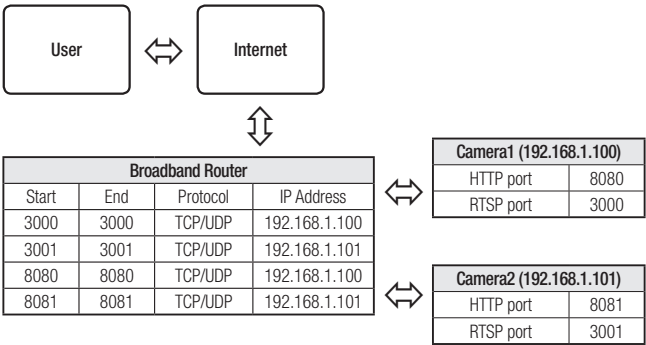 User
Internet
Broadband Router
Start End Protocol IP Address
3000 3000 TCP/UDP 192.168.1.100
3001 3001 TCP/UDP 192.168.1.101
8080 8080 TCP/UDP 192.168.1.100
8081 8081 TCP/UDP 192.168.1.101
Camera1 (192.168.1.100)
HTTP port 8080
RTSP port 3000
Camera2 (192.168.1.101)
HTTP port 8081
RTSP port 3001